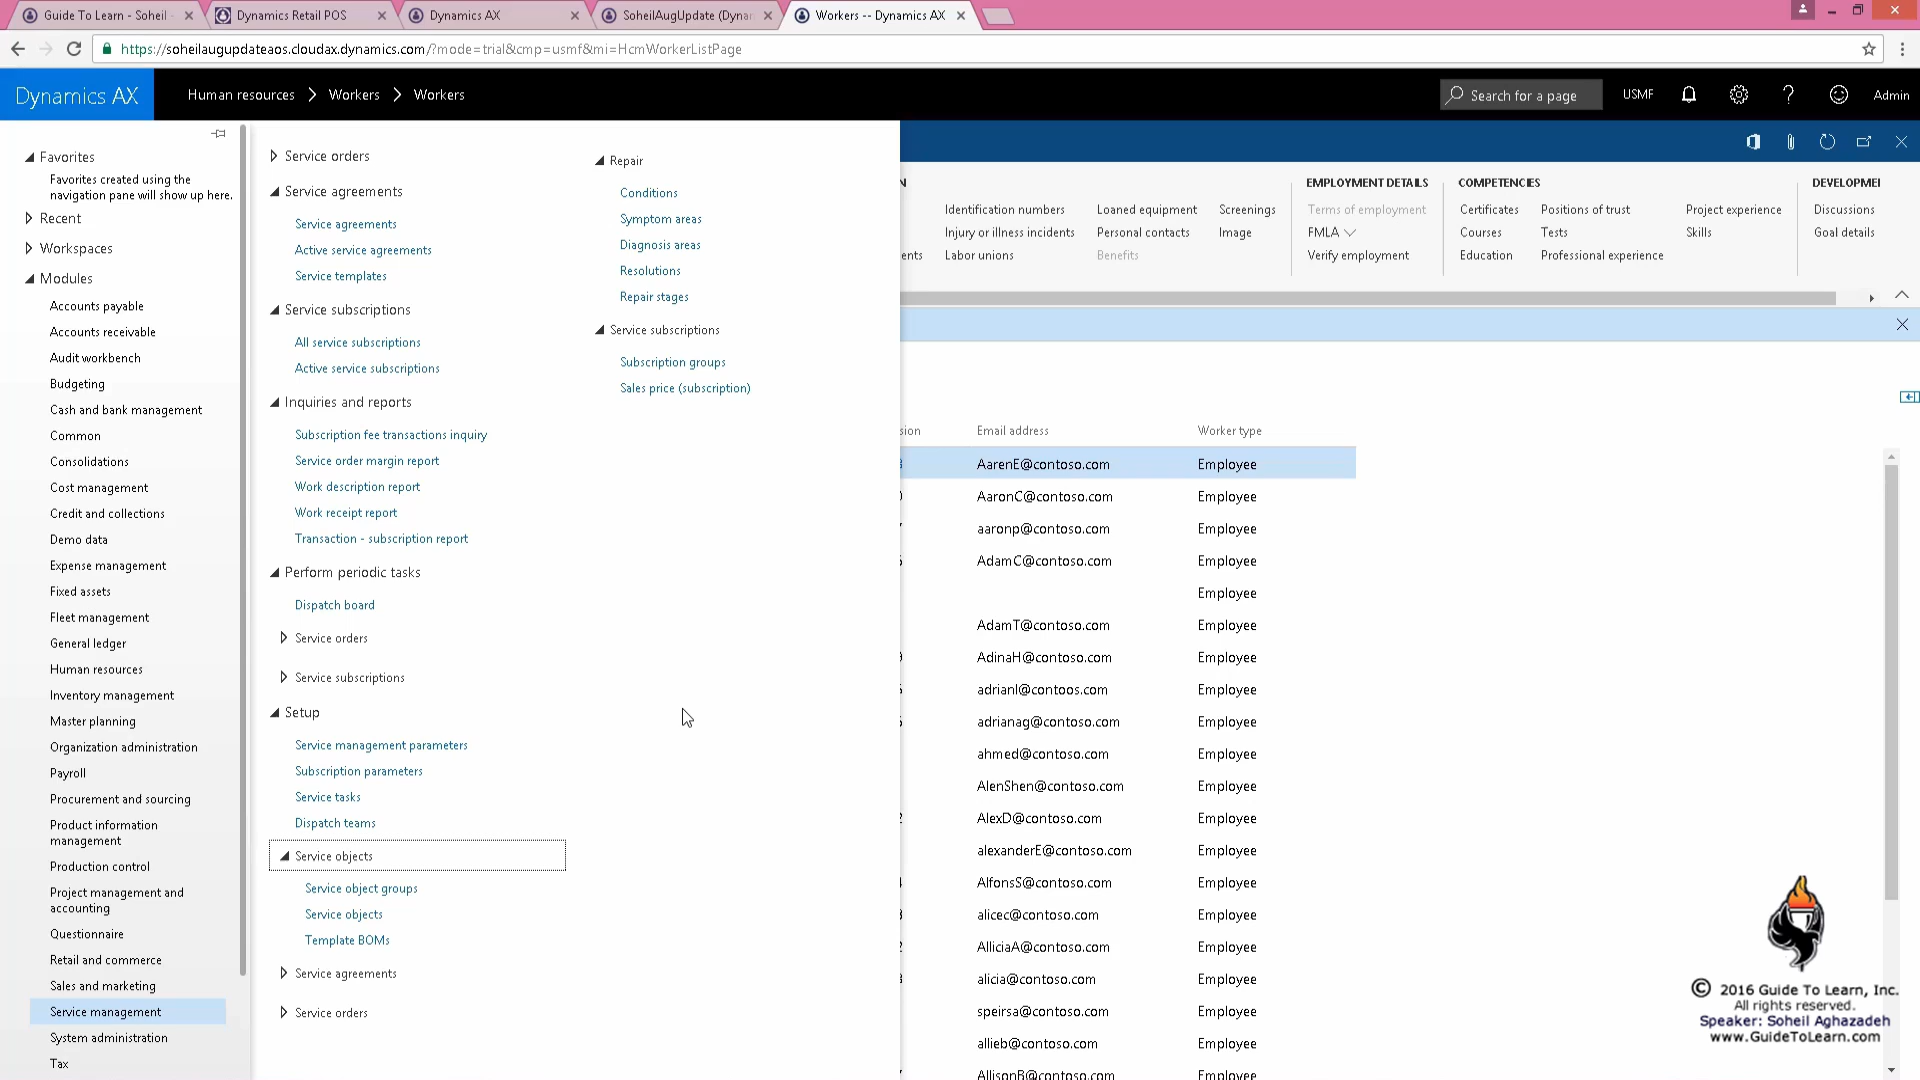 Guide To Learn - Soheil
Dynamics Retail POS
Dynamics AX
SoheilAugUpdate (Dynar
Workers -- Dynamics AX
https://soheilaugupdateaos.cloudax.dynamics.com/?mode=trial&cmp=usmf&mi=HcmWorkerListPage
Dynamics AX
Human resources > Workers > Workers
Search for a page
USMF
?
Admin
Favorites
Favorites created using the
navigation pane will show up here.
Recent
Workspaces
Modules
Accounts payable
Accounts receivable
Audit workbench
Budgeting
Cash and bank management
Common
Consolidations
Cost management
Credit and collections
Demo data
Expense management
Fixed assets
Fleet management
General ledger
Human resources
Inventory management
Master planning
Organization administration
Payroll
Procurement and sourcing
Product information
management
Production control
Project management and
accounting
Questionnaire
Retail and commerce
Sales and marketing
Service management
System administration
Tax
Service orders
Service agreements
Service agreements
Active service agreements
Service templates
Service subscriptions
All service subscriptions
Active service subscriptions
Inquiries and reports
Subscription fee transactions inquiry
Service order margin report
Work description report
Work receipt report
Transaction - subscription report
Perform periodic tasks
Dispatch board
Service orders
Service subscriptions
Setup
Service management parameters
Subscription parameters
Service tasks
Dispatch teams
Service objects
Service object groups
Service objects
Template BOMs
Service agreements
Service orders
Repair
Conditions
Symptom areas
Diagnosis areas
Resolutions
Repair stages
Service subscriptions
Subscription groups
Sales price (subscription)
N
ents
Identification numbers
Injury or illness incidents
Labor unions
Loaned equipment
Personal contacts
Benefits
Screenings
Image
EMPLOYMENT DETAILS
Terms of employment
FMLA
Verify employment
COMPETENCIES
Certificates
Courses
Education
Positions of trust
Tests
Professional experience
Project experience
Skills
DEVELOPMEI
Discussions
Goal details
sion Email address Worker type
AarenE@contoso.com Employee
AaronC@contoso.com Employee
aaronp@contoso.com Employee
AdamC@contoso.com Employee
Employee
AdamT@contoso.com Employee
AdinaH@contoso.com Employee
adrianl@contoos.com Employee
adrianag@contoso.com Employee
ahmed@contoso.com Employee
AlenShen@contoso.com Employee
AlexD@contoso.com Employee
alexanderE@contoso.com Employee
AlfonsS@contoso.com Employee
alicec@contoso.com Employee
AlliciaA@contoso.com Employee
alicia@contoso.com Employee
speirsa@contoso.com Employee
allieb@contoso.com Employee
AllisonB@contoso.com Employee
© 2016 Guide To Learn, Inc.
All rights reserved.
Speaker: Soheil Aghazadeh
www.GuideToLearn.com